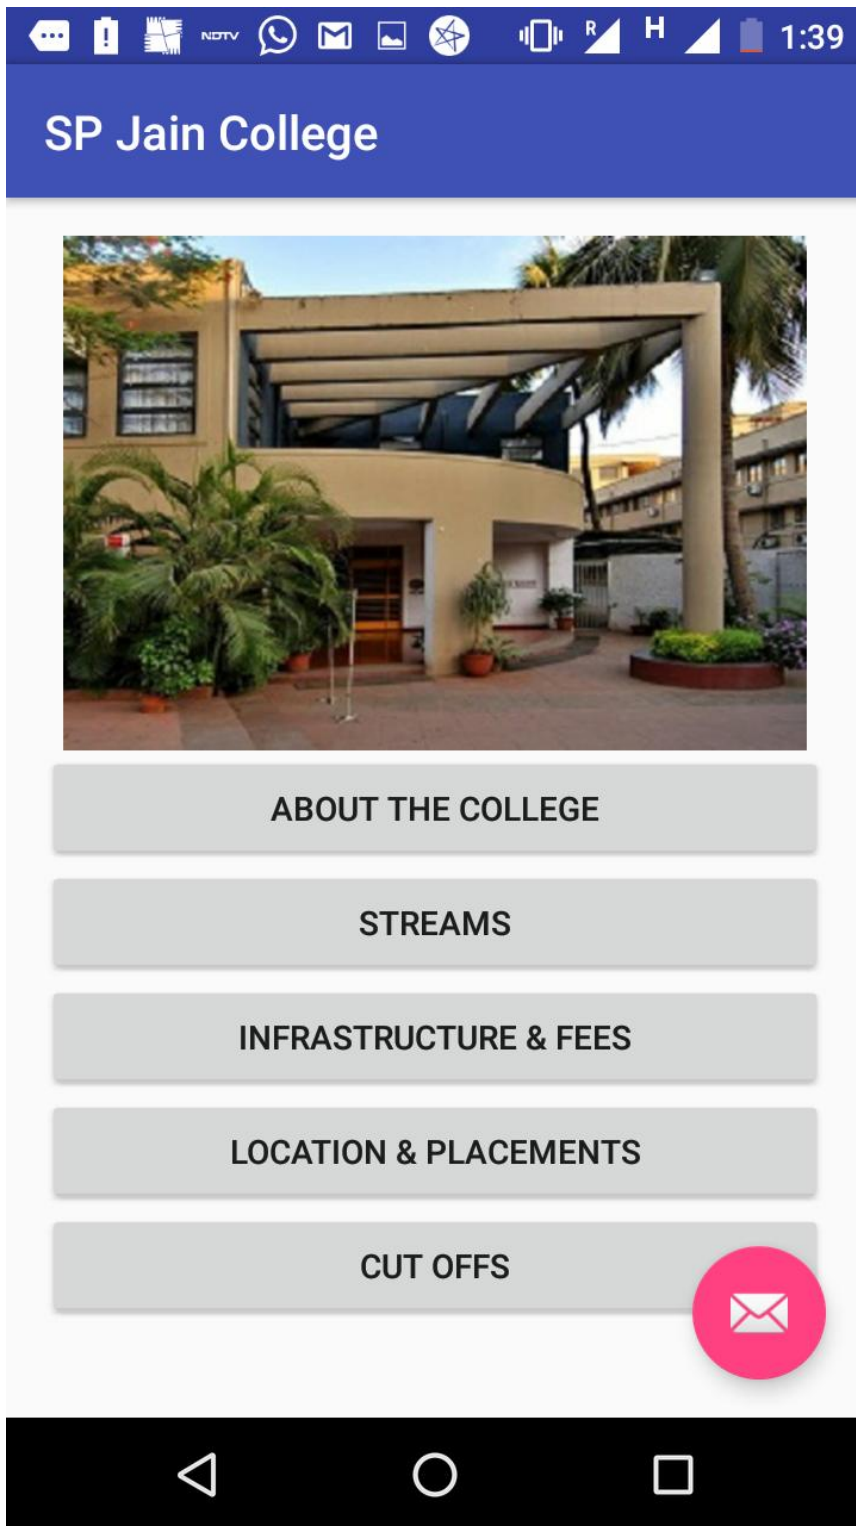 NDTV
R
H
1:39
SP Jain College
ABOUT THE COLLEGE
STREAMS
INFRASTRUCTURE & FEES
LOCATION & PLACEMENTS
CUT OFFS